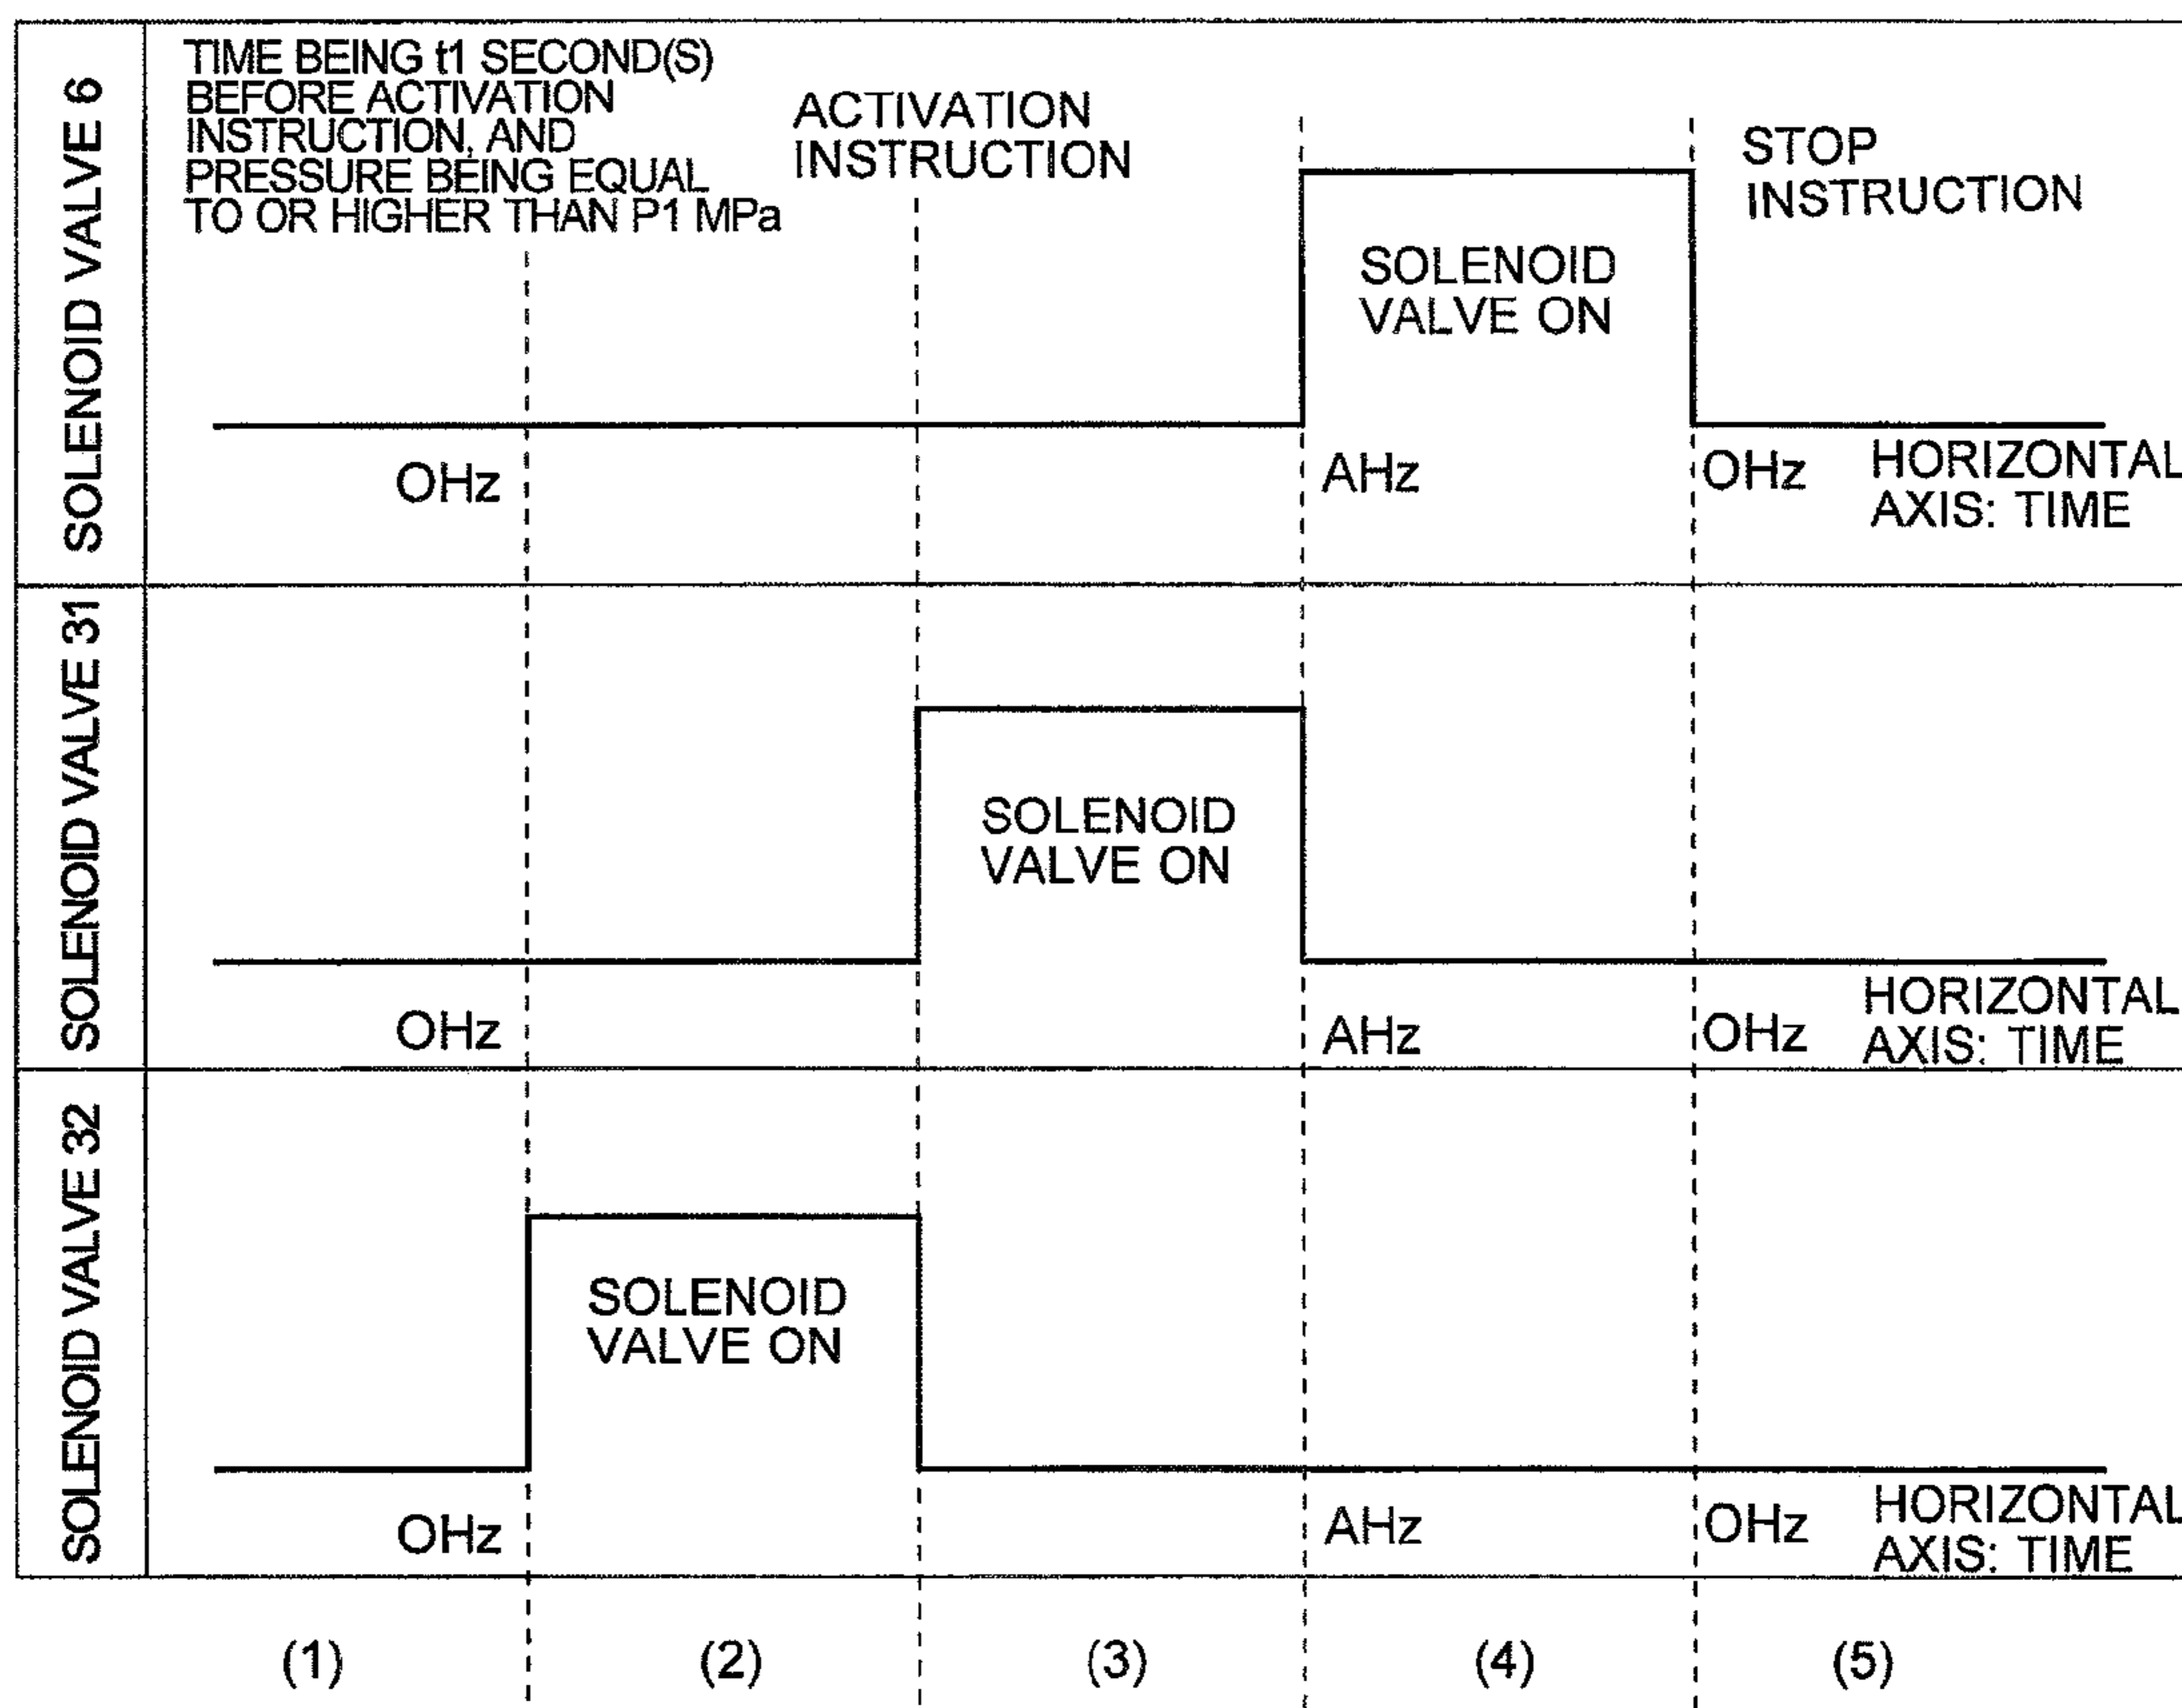 SOLENOID VALVE 6
TIME BEING t1 SECOND(S)
BEFORE ACTIVATION
INSTRUCTION, AND
PRESSURE BEING EQUAL
TO OR HIGHER THAN P1 MPa
ACTIVATION
INSTRUCTION
STOP
INSTRUCTION
SOLENOID
VALVE ON
OHz
AHz
OHz
HORIZONTAL
AXIS: TIME
SOLENOID VALVE 31
SOLENOID
VALVE ON
OHz
AHz
OHz
HORIZONTAL
AXIS: TIME
SOLENOID VALVE 32
SOLENOID
VALVE ON
OHz
AHz
OHz
HORIZONTAL
AXIS: TIME
(1) (2) (3) (4) (5)